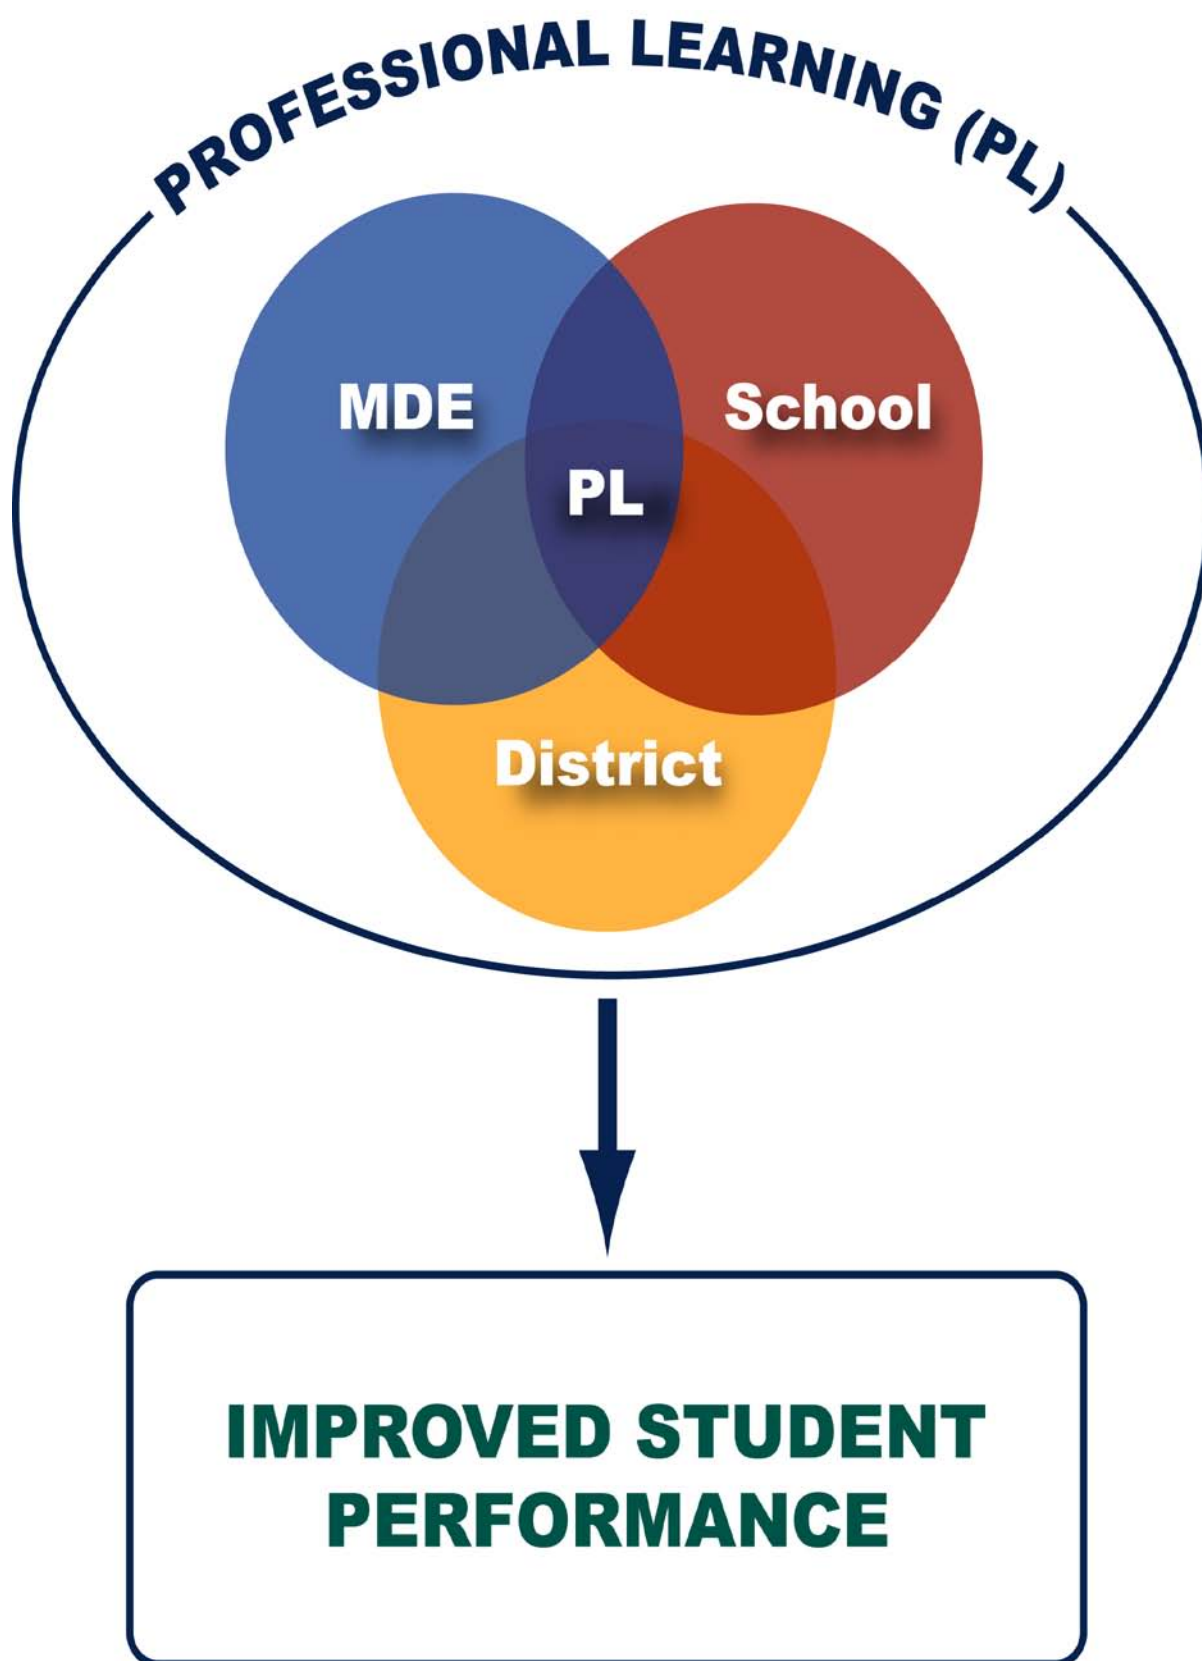 PROFESSIONAL LEARNING (PL)
MDE
School
PL
District
IMPROVED STUDENT
PERFORMANCE